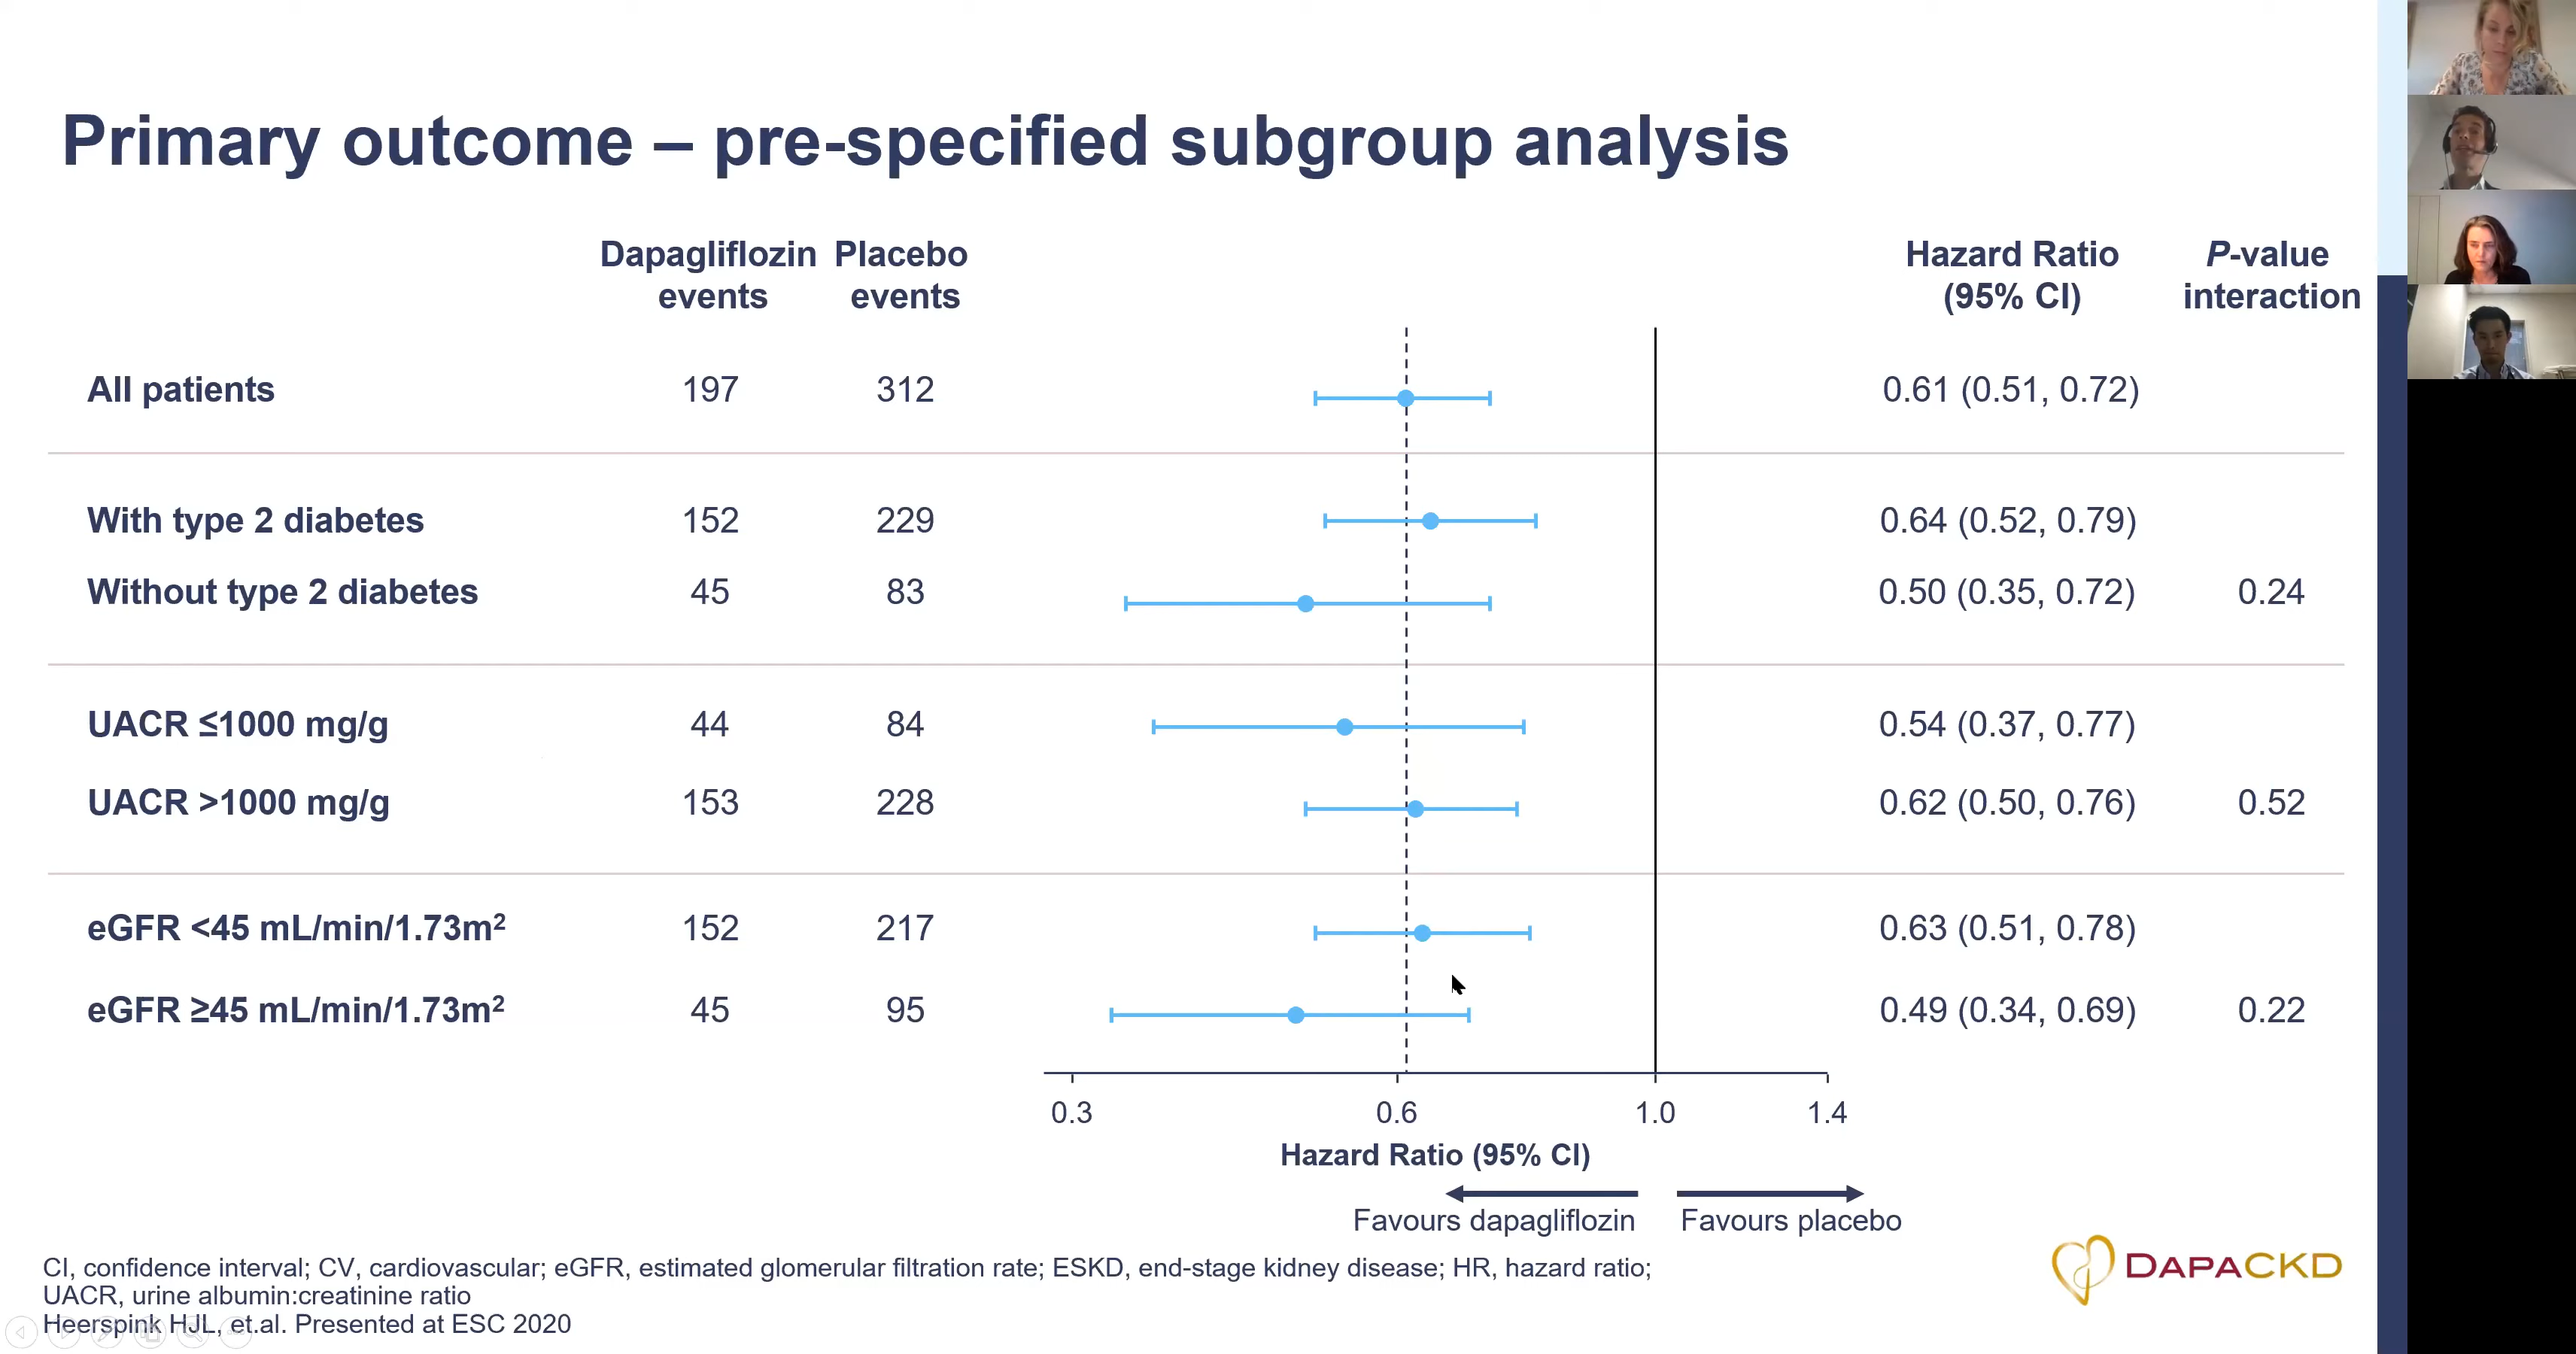 Primary outcome – pre-specified subgroup analysis
Dapagliflozin events Placebo events Hazard Ratio (95% CI) P-value interaction
All patients 197 312 0.61 (0.51, 0.72)
With type 2 diabetes 152 229 0.64 (0.52, 0.79)
Without type 2 diabetes 45 83 0.50 (0.35, 0.72) 0.24
UACR ≤1000 mg/g 44 84 0.54 (0.37, 0.77)
UACR >1000 mg/g 153 228 0.62 (0.50, 0.76) 0.52
eGFR <45 mL/min/1.73m² 152 217 0.63 (0.51, 0.78)
eGFR ≥45 mL/min/1.73m² 45 95 0.49 (0.34, 0.69) 0.22
0.3 0.6 1.0 1.4
Hazard Ratio (95% CI)
Favours dapagliflozin Favours placebo
CI, confidence interval; CV, cardiovascular; eGFR, estimated glomerular filtration rate; ESKD, end-stage kidney disease; HR, hazard ratio;
UACR, urine albumin:creatinine ratio
Heerspink HJL, et.al. Presented at ESC 2020
DAPACKD